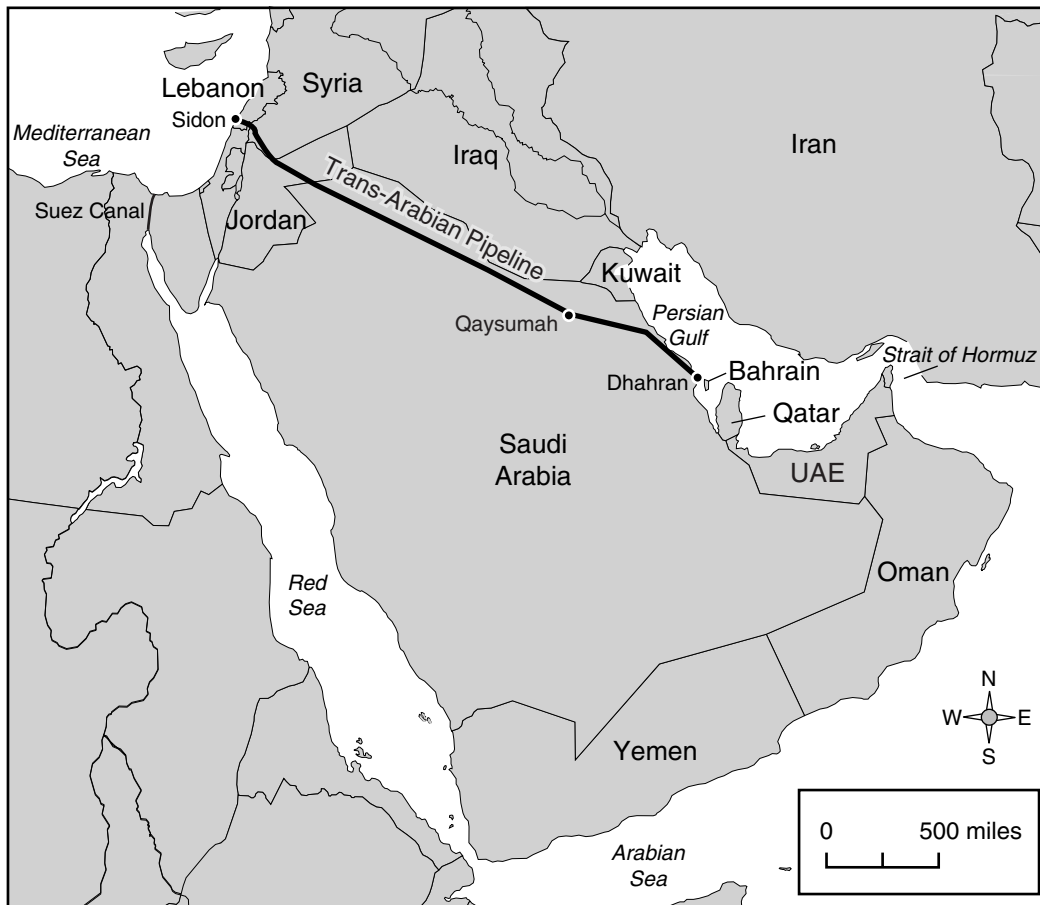 Lebanon
Syria
Sidon
Mediterranean
Sea
Iraq
Iran
Trans-Arabian Pipeline
Suez Canal
Jordan
Kuwait
Qaysumah
Persian
Gulf
Strait of Hormuz
Dhahran
Bahrain
Qatar
Saudi
Arabia
UAE
Oman
Red
Sea
N
W
E
S
Yemen
0
500 miles
Arabian
Sea